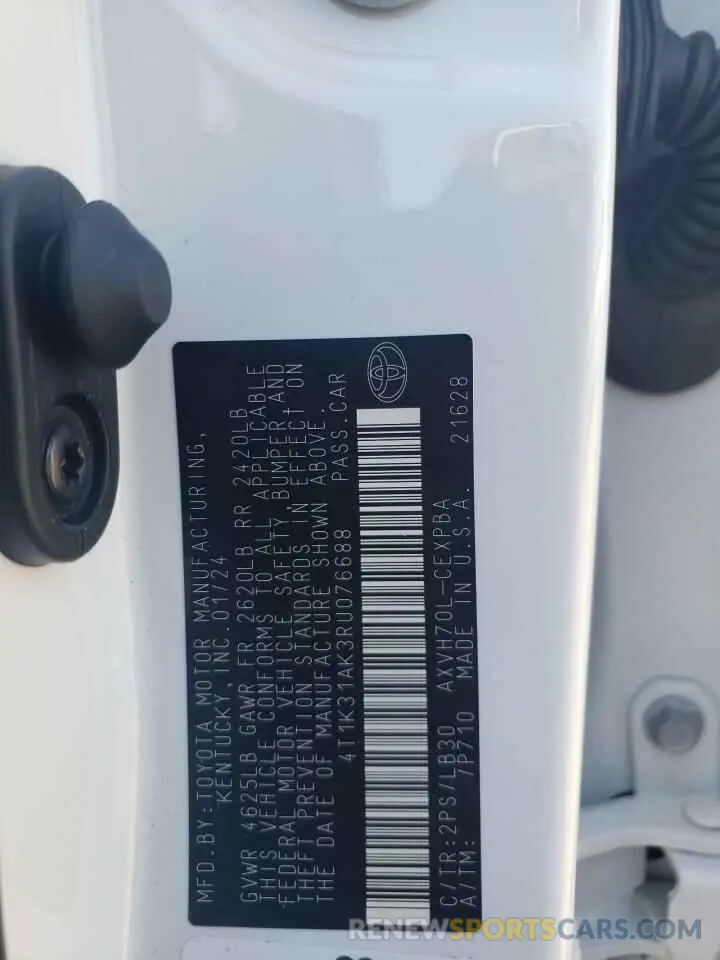 MFD. BY: TOYOTA MOTOR MANUFACTURING,
KENTUCKY, INC. 01/24
GVWR 4625LB GAWR FR 2620LB RR 2420LB
THIS VEHICLE CONFORMS TO ALL APPLICABLE
FEDERAL MOTOR VEHICLE SAFETY, BUMPER, AND
THEFT PREVENTION STANDARDS IN EFFECT ON
THE DATE OF MANUFACTURE SHOWN ABOVE.
4T1K31AK3RU076688 PASS. CAR
C/TR: 2PS/LB30 AXVH70L-CEXPBA 21628
A/TM: /P710 MADE IN U.S.A.
RENEWSPORTSCARS.COM